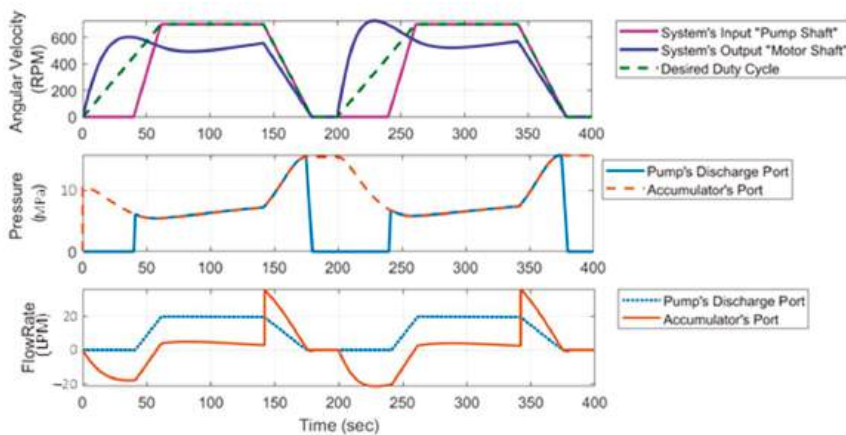 Angular Velocity
(RPM)
600
400
200
0
0 50 100 150 200 250 300 350 400
System's Input "Pump Shaft"
System's Output "Motor Shaft"
Desired Duty Cycle
Pressure
(MPa)
10
0
0 50 100 150 200 250 300 350 400
Pump's Discharge Port
Accumulator's Port
FlowRate
(LPM)
20
0
−20
0 50 100 150 200 250 300 350 400
Pump's Discharge Port
Accumulator's Port
Time (sec)